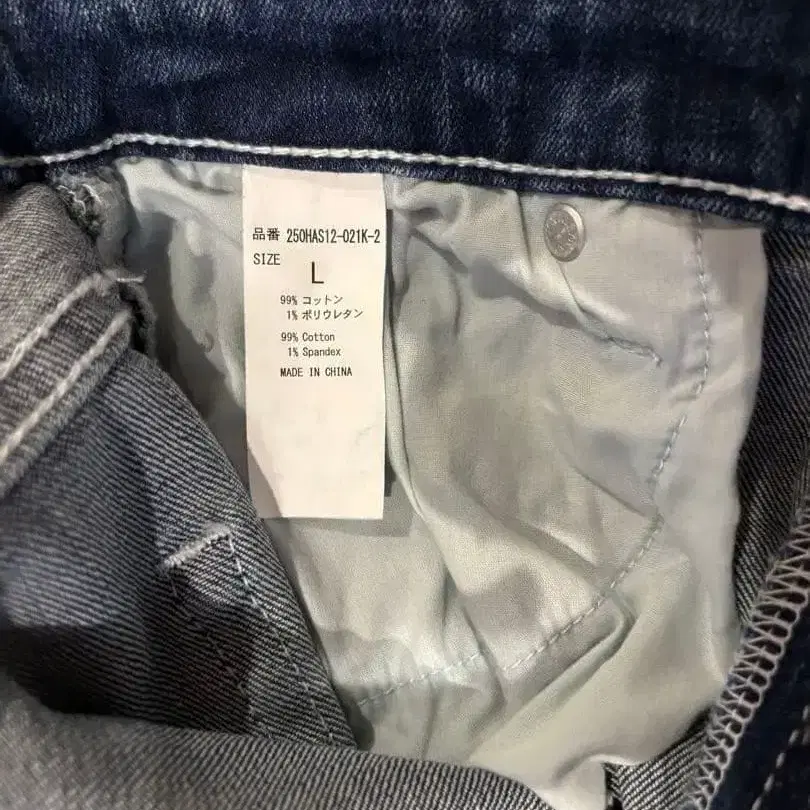 品番 250HAS12-021K-2
SIZE
L
99% コットン
1% ポリウレタン
99% Cotton
1% Spandex
MADE IN CHINA